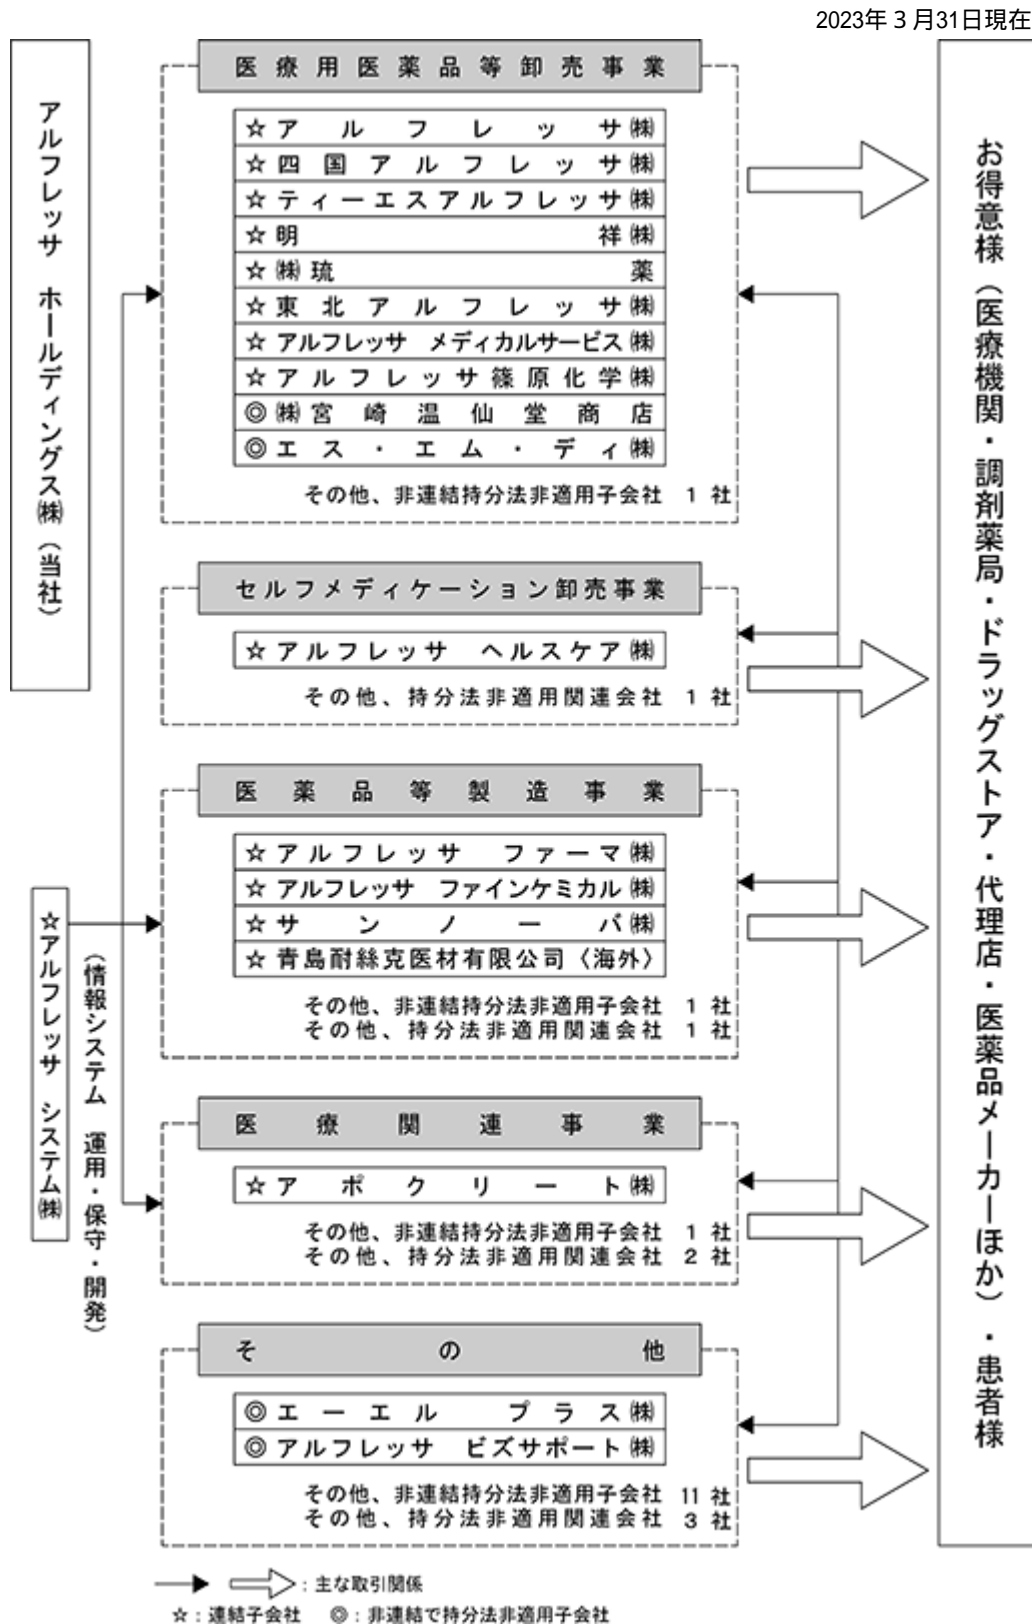 2023年３月31日現在
アルフレッサ ホールディングス㈱（当社）
医療用医薬品等卸売事業
☆アルフレッサ㈱
☆四国アルフレッサ㈱
☆ティーエスアルフレッサ㈱
☆明祥㈱
☆㈱琉薬
☆東北アルフレッサ㈱
☆アルフレッサ メディカルサービス㈱
☆アルフレッサ篠原化学㈱
◎㈱宮崎温仙堂商店
◎エス・エム・ディ㈱
その他、非連結持分法非適用子会社 1 社
セルフメディケーション卸売事業
☆アルフレッサ ヘルスケア㈱
その他、持分法非適用関連会社 1 社
医薬品等製造事業
☆アルフレッサ ファーマ㈱
☆アルフレッサ ファインケミカル㈱
☆サンノーバ㈱
☆青島耐絲克医材有限公司〈海外〉
その他、非連結持分法非適用子会社 1 社
その他、持分法非適用関連会社 1 社
☆アルフレッサ システム㈱
（情報システム 運用・保守・開発）
医療関連事業
☆アポクリート㈱
その他、非連結持分法非適用子会社 1 社
その他、持分法非適用関連会社 2 社
その他
◎エーエル プラス㈱
◎アルフレッサ ビズサポート㈱
その他、非連結持分法非適用子会社 11 社
その他、持分法非適用関連会社 3 社
お得意様（医療機関・調剤薬局・ドラッグストア・代理店・医薬品メーカーほか）・患者様
：主な取引関係
☆：連結子会社 ◎：非連結で持分法非適用子会社